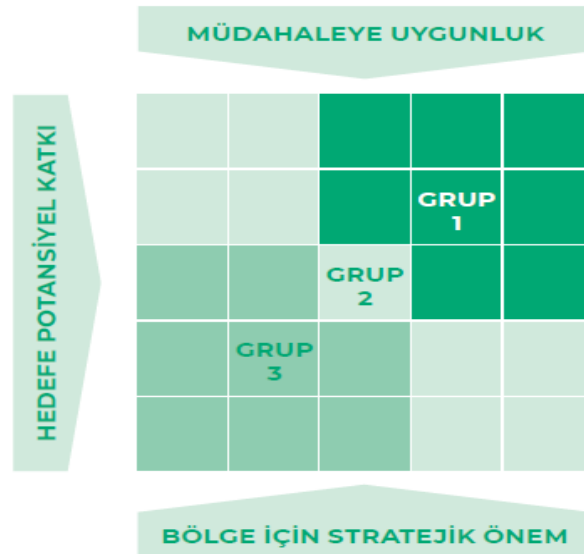 MÜDAHALEYE UYGUNLUK
HEDEFE POTANSİYEL KATKI
GRUP
1
GRUP
2
GRUP
3
BÖLGE İÇİN STRATEJİK ÖNEM